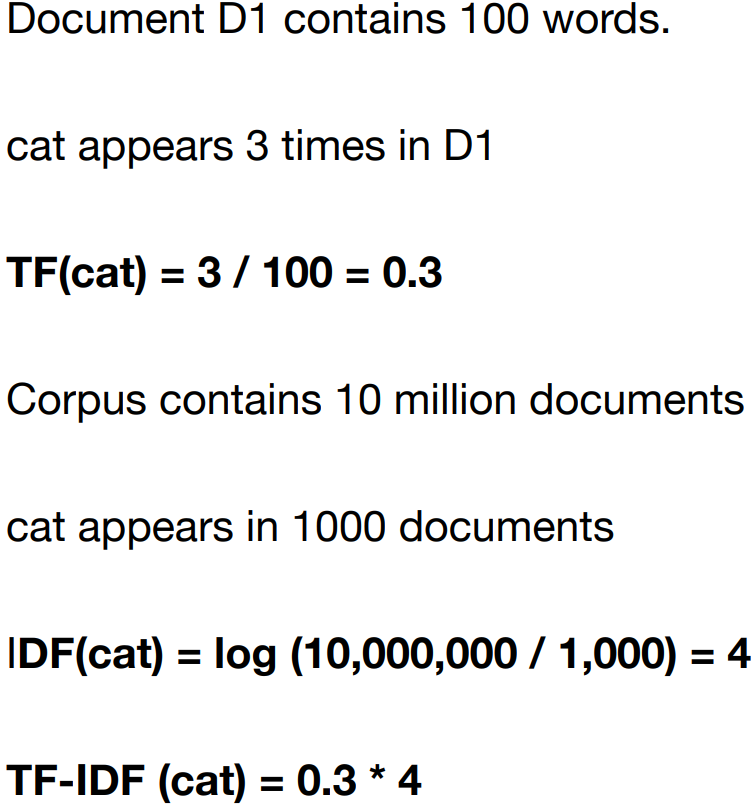 Document D1 contains 100 words.
cat appears 3 times in D1
TF(cat) = 3 / 100 = 0.3
Corpus contains 10 million documents
cat appears in 1000 documents
IDF(cat) = log (10,000,000 / 1,000) = 4
TF-IDF (cat) = 0.3 * 4